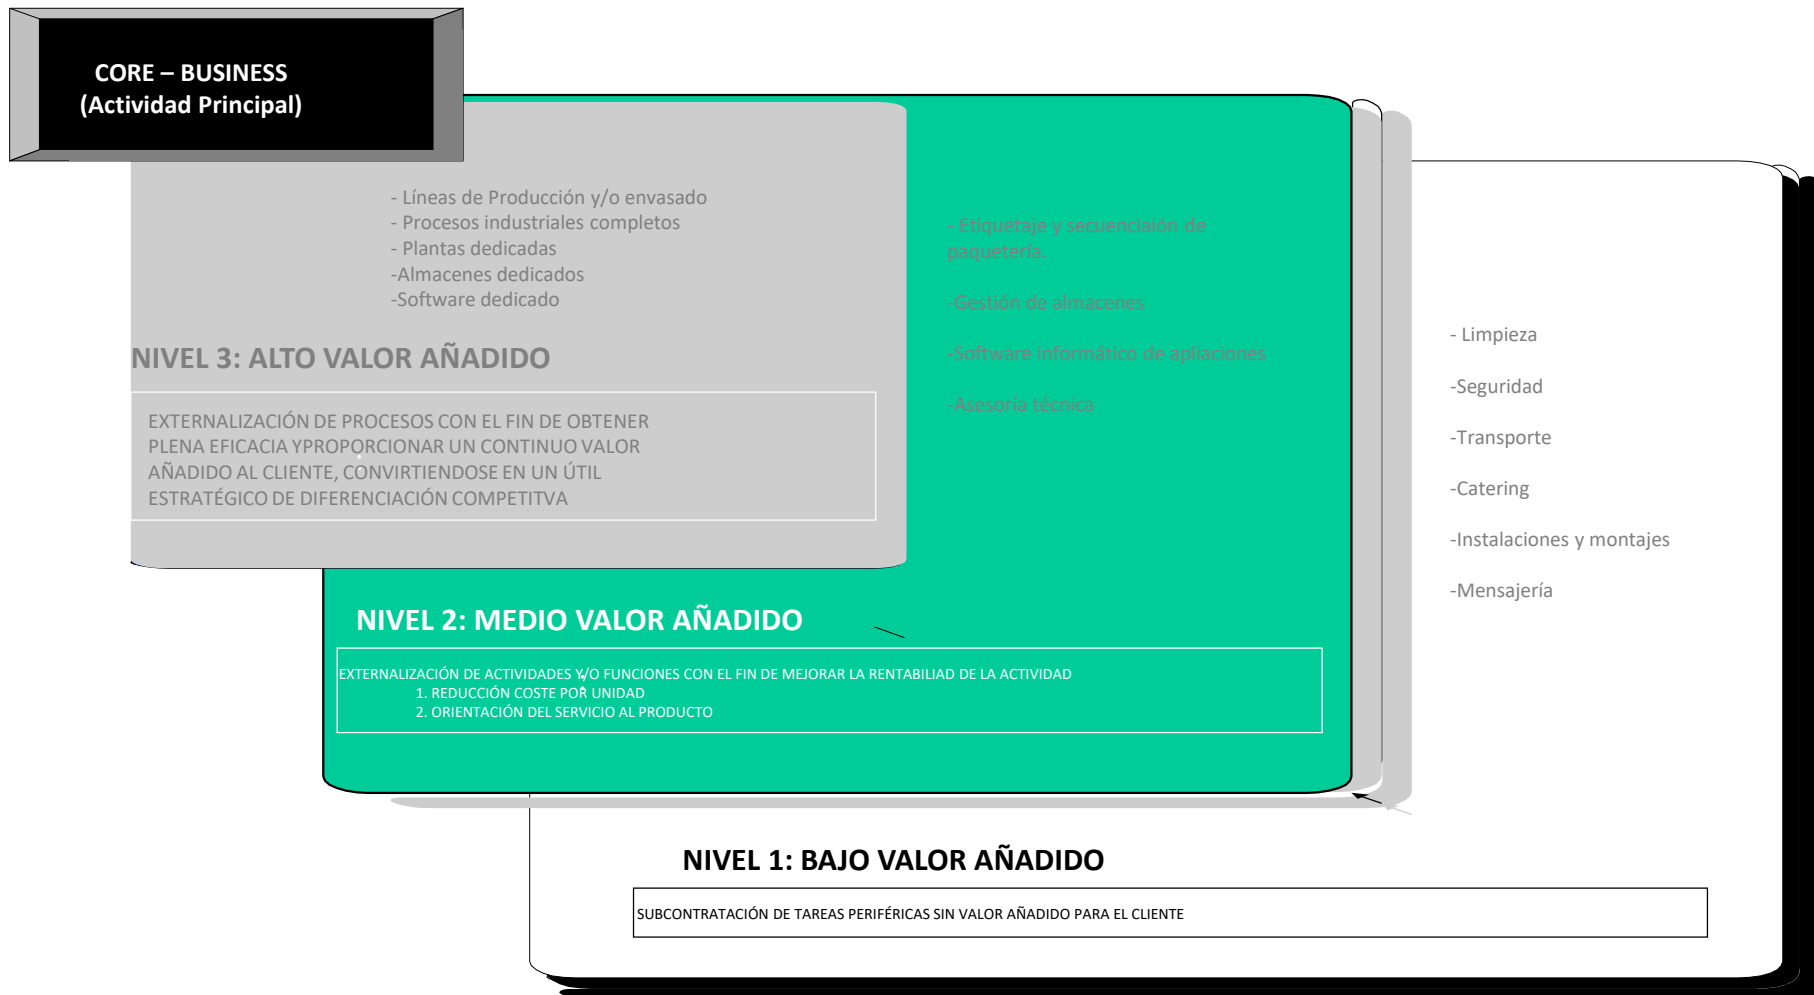 CORE – BUSINESS
(Actividad Principal)
- Líneas de Producción y/o envasado
- Procesos industriales completos
- Plantas dedicadas
-Almacenes dedicados
-Software dedicado
NIVEL 3: ALTO VALOR AÑADIDO
EXTERNALIZACIÓN DE PROCESOS CON EL FIN DE OBTENER
PLENA EFICACIA YPROPORCIONAR UN CONTINUO VALOR
AÑADIDO AL CLIENTE, CONVIRTIENDOSE EN UN ÚTIL
ESTRATÉGICO DE DIFERENCIACIÓN COMPETITVA
- Etiquetaje y secuenciaión de
paquetería.
-Gestión de almacenes
-Software informático de apliaciones
-Asesoría técnica
NIVEL 2: MEDIO VALOR AÑADIDO
EXTERNALIZACIÓN DE ACTIVIDADES Y/O FUNCIONES CON EL FIN DE MEJORAR LA RENTABILIAD DE LA ACTIVIDAD
1. REDUCCIÓN COSTE POR UNIDAD
2. ORIENTACIÓN DEL SERVICIO AL PRODUCTO
- Limpieza
-Seguridad
-Transporte
-Catering
-Instalaciones y montajes
-Mensajería
NIVEL 1: BAJO VALOR AÑADIDO
SUBCONTRATACIÓN DE TAREAS PERIFÉRICAS SIN VALOR AÑADIDO PARA EL CLIENTE